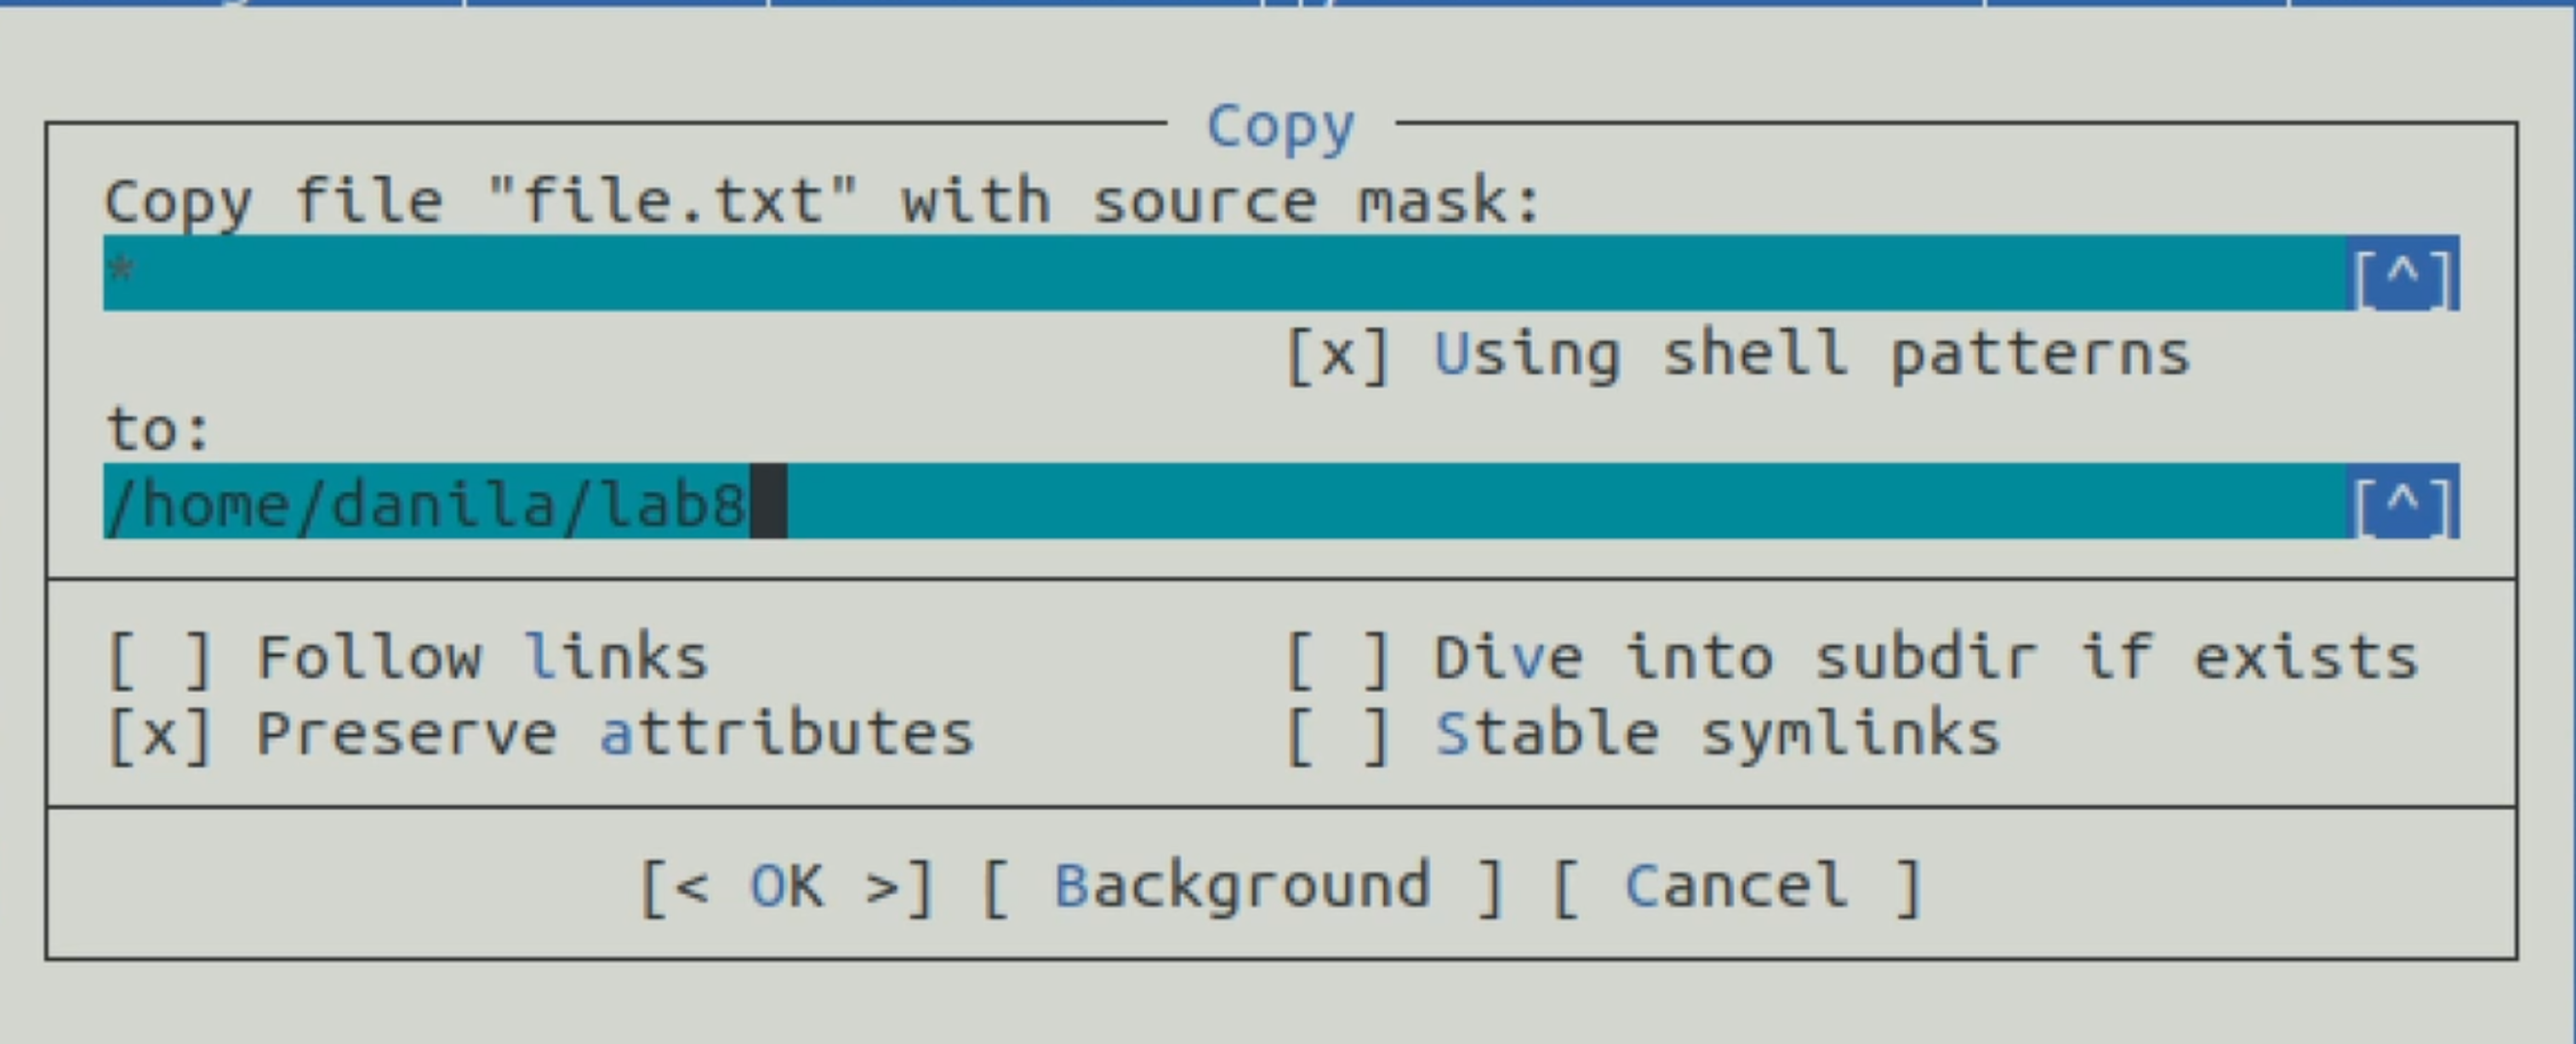 Copy
Copy file "file.txt" with source mask:
* [^]
[x] Using shell patterns
to:
/home/danila/lab8 [^]
[ ] Follow links [ ] Dive into subdir if exists
[x] Preserve attributes [ ] Stable symlinks
[< OK >] [ Background ] [ Cancel ]